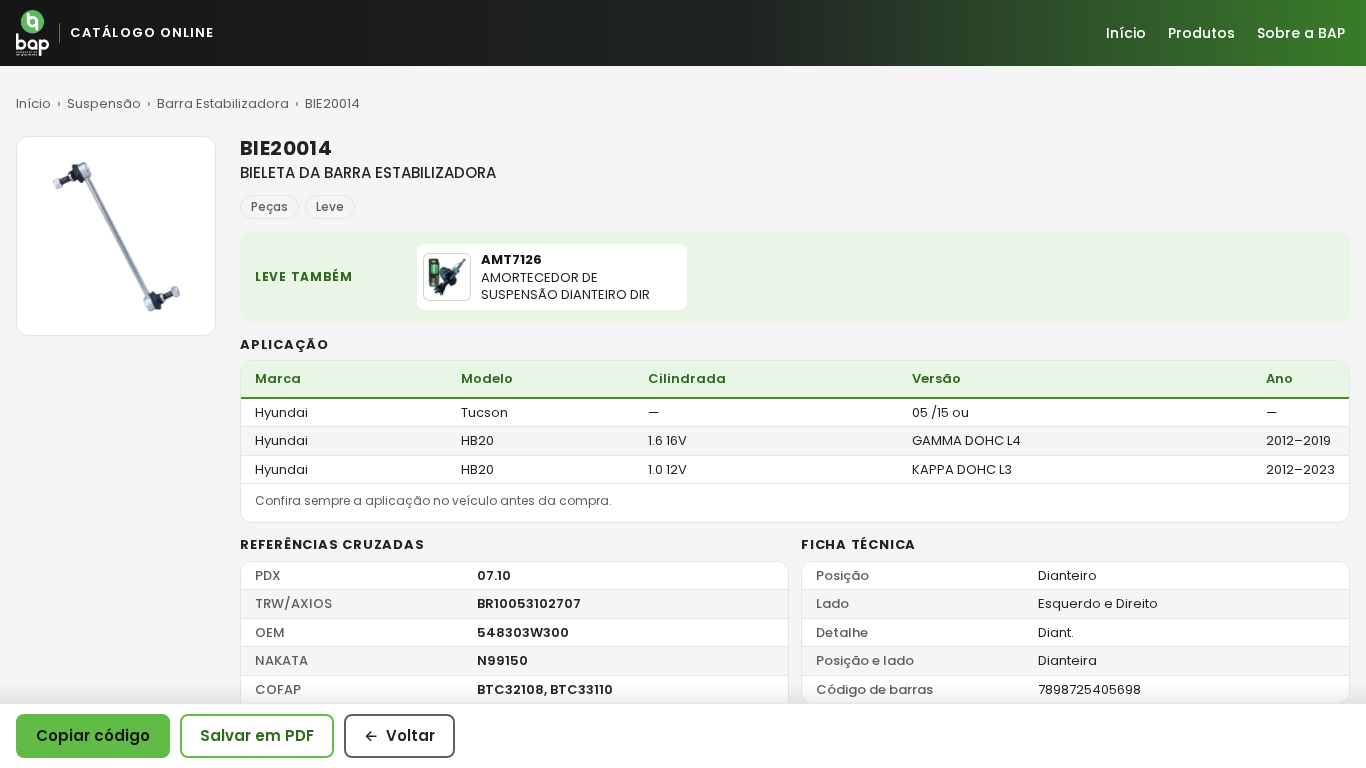 bap
CATÁLOGO ONLINE
Início Produtos Sobre a BAP
Início › Suspensão › Barra Estabilizadora › BIE20014
BIE20014
BIELETA DA BARRA ESTABILIZADORA
Peças Leve
LEVE TAMBÉM
AMT7126
AMORTECEDOR DE
SUSPENSÃO DIANTEIRO DIR
APLICAÇÃO
Marca Modelo Cilindrada Versão Ano
Hyundai Tucson — 05 /15 ou —
Hyundai HB20 1.6 16V GAMMA DOHC L4 2012–2019
Hyundai HB20 1.0 12V KAPPA DOHC L3 2012–2023
Confira sempre a aplicação no veículo antes da compra.
REFERÊNCIAS CRUZADAS
PDX 07.10
TRW/AXIOS BR10053102707
OEM 548303W300
NAKATA N99150
COFAP BTC32108, BTC33110
FICHA TÉCNICA
Posição Dianteiro
Lado Esquerdo e Direito
Detalhe Diant.
Posição e lado Dianteira
Código de barras 7898725405698
Copiar código Salvar em PDF ← Voltar